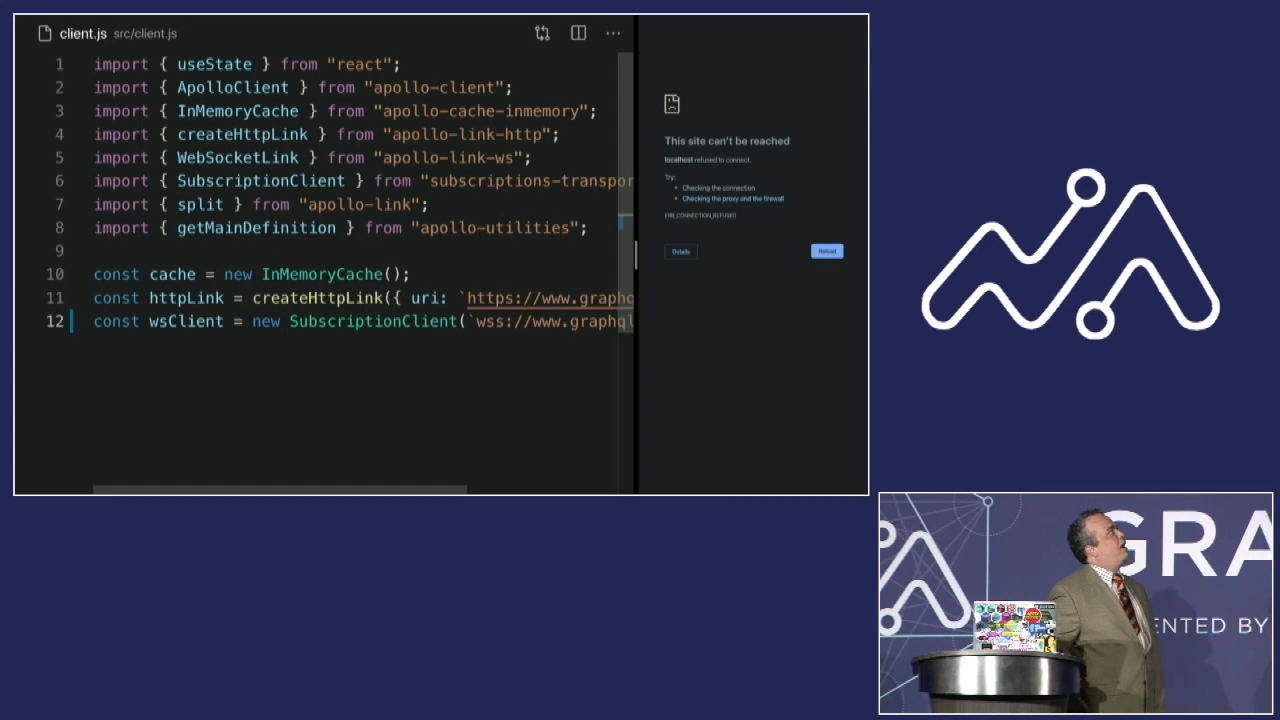 client.js src/client.js
1 import { useState } from "react";
2 import { ApolloClient } from "apollo-client";
3 import { InMemoryCache } from "apollo-cache-inmemory";
4 import { createHttpLink } from "apollo-link-http";
5 import { WebSocketLink } from "apollo-link-ws";
6 import { SubscriptionClient } from "subscriptions-transpor
7 import { split } from "apollo-link";
8 import { getMainDefinition } from "apollo-utilities";
9
10 const cache = new InMemoryCache();
11 const httpLink = createHttpLink({ uri: `https://www.graphq
12 const wsClient = new SubscriptionClient(`wss://www.graphql
This site can't be reached
localhost refused to connect.
Try:
• Checking the connection
• Checking the proxy and the firewall
ERR_CONNECTION_REFUSED
Details
Reload
GRA
ENTED BY